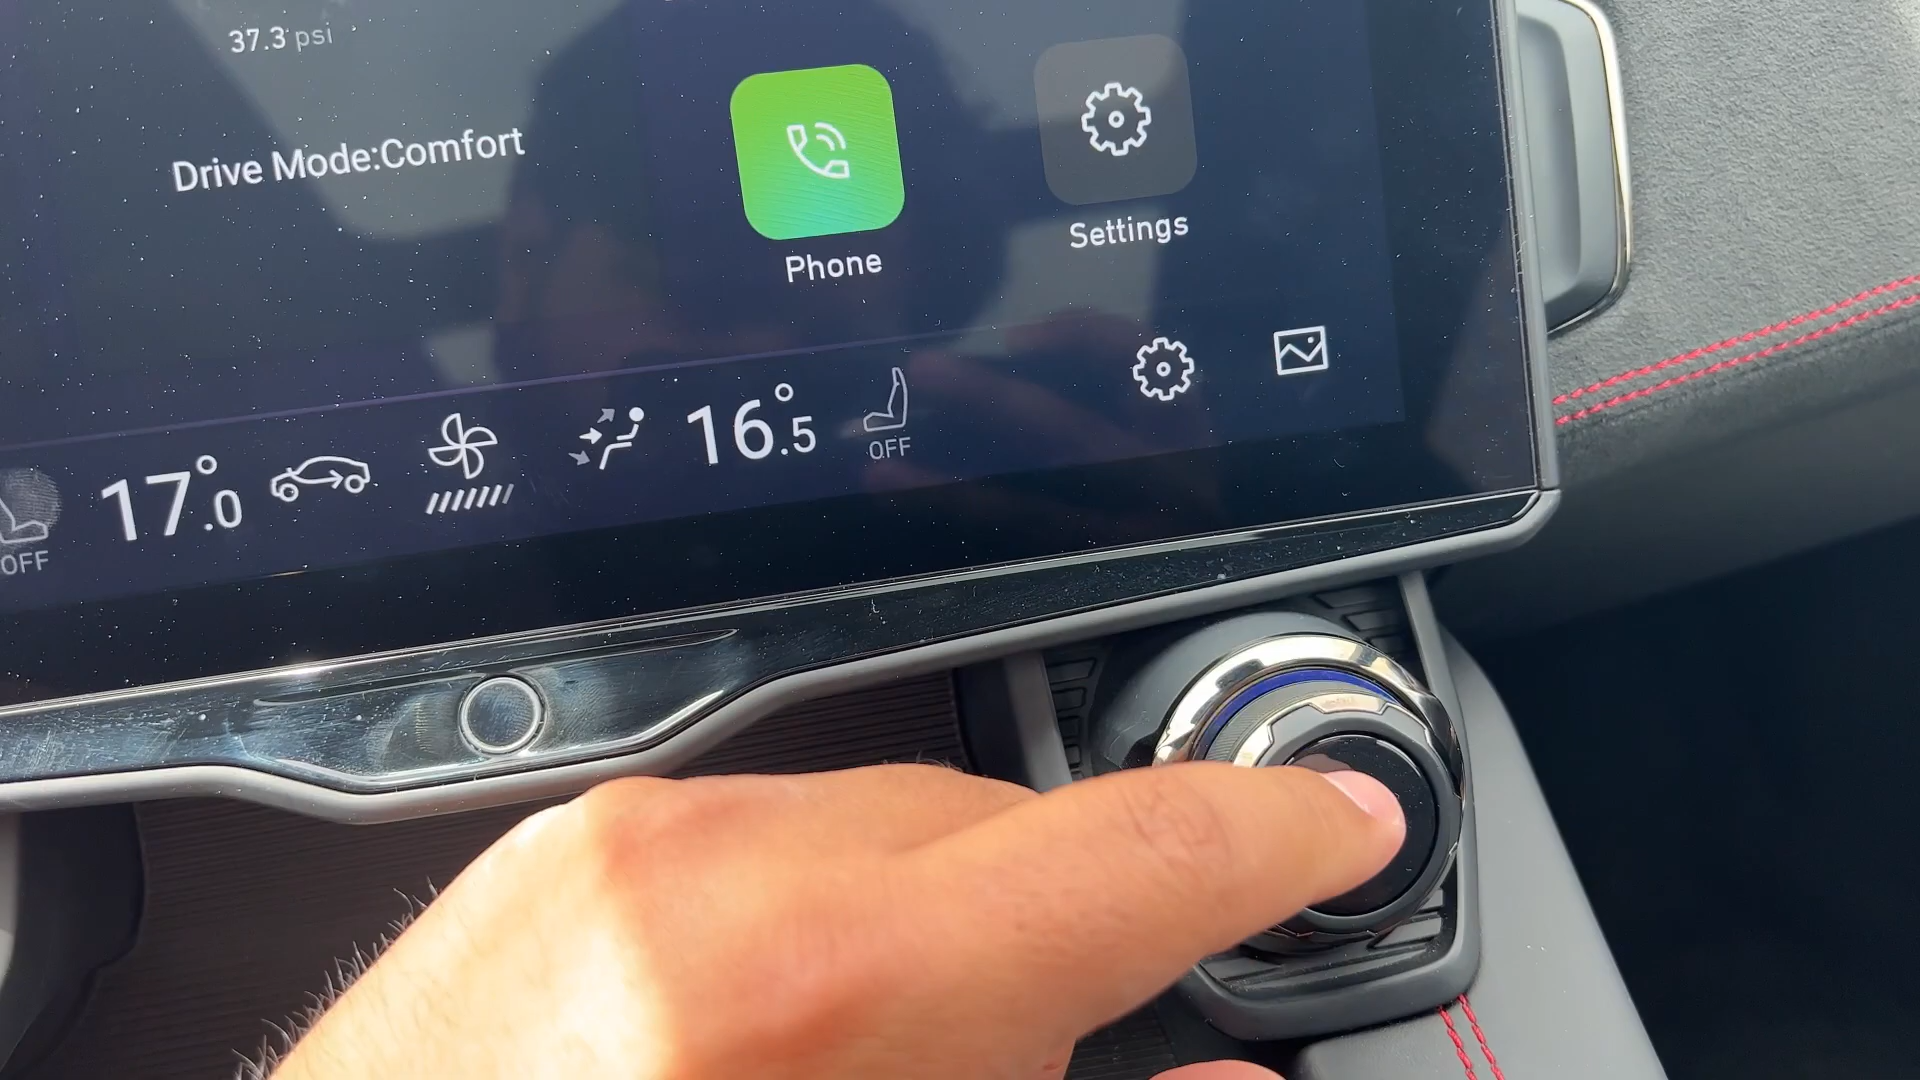 37.3 psi
Drive Mode:Comfort
Phone
Settings
OFF
17.0°
16.5°
OFF